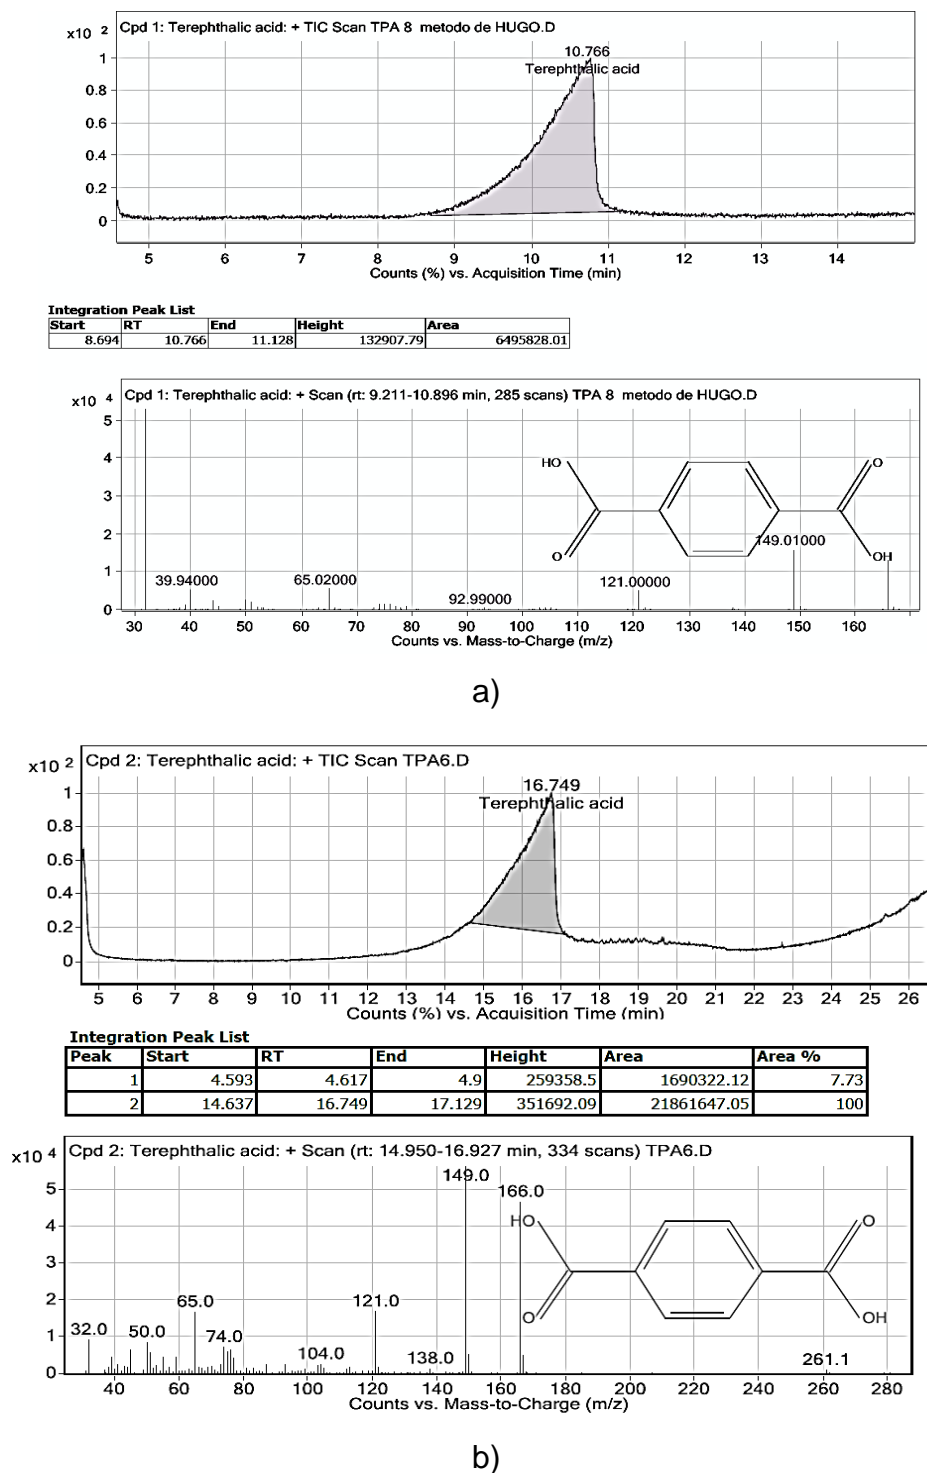 Cpd 1: Terephthalic acid: + TIC Scan TPA 8 metodo de HUGO.D
x10 2
10.766
Terephthalic acid
1
0.8
0.6
0.4
0.2
0
5 6 7 8 9 10 11 12 13 14
Counts (%) vs. Acquisition Time (min)
Integration Peak List
Start RT End Height Area
8.694 10.766 11.128 132907.79 6495828.01
Cpd 1: Terephthalic acid: + Scan (rt: 9.211-10.896 min, 285 scans) TPA 8 metodo de HUGO.D
x10 4
5
4
HO O
3
2
O OH
149.01000
1
39.94000 65.02000 92.99000 121.00000
0
30 40 50 60 70 80 90 100 110 120 130 140 150 160
Counts vs. Mass-to-Charge (m/z)
a)
Cpd 2: Terephthalic acid: + TIC Scan TPA6.D
x10 2
16.749
Terephthalic acid
1
0.8
0.6
0.4
0.2
0
5 6 7 8 9 10 11 12 13 14 15 16 17 18 19 20 21 22 23 24 25 26
Counts (%) vs. Acquisition Time (min)
Integration Peak List
Peak Start RT End Height Area Area %
1 4.593 4.617 4.9 259358.5 1690322.12 7.73
2 14.637 16.749 17.129 351692.09 21861647.05 100
Cpd 2: Terephthalic acid: + Scan (rt: 14.950-16.927 min, 334 scans) TPA6.D
x10 4
149.0
166.0
5
HO O
4
3
2
O OH
65.0 121.0
32.0 50.0 74.0 104.0 138.0 261.1
1
0
40 60 80 100 120 140 160 180 200 220 240 260 280
Counts vs. Mass-to-Charge (m/z)
b)